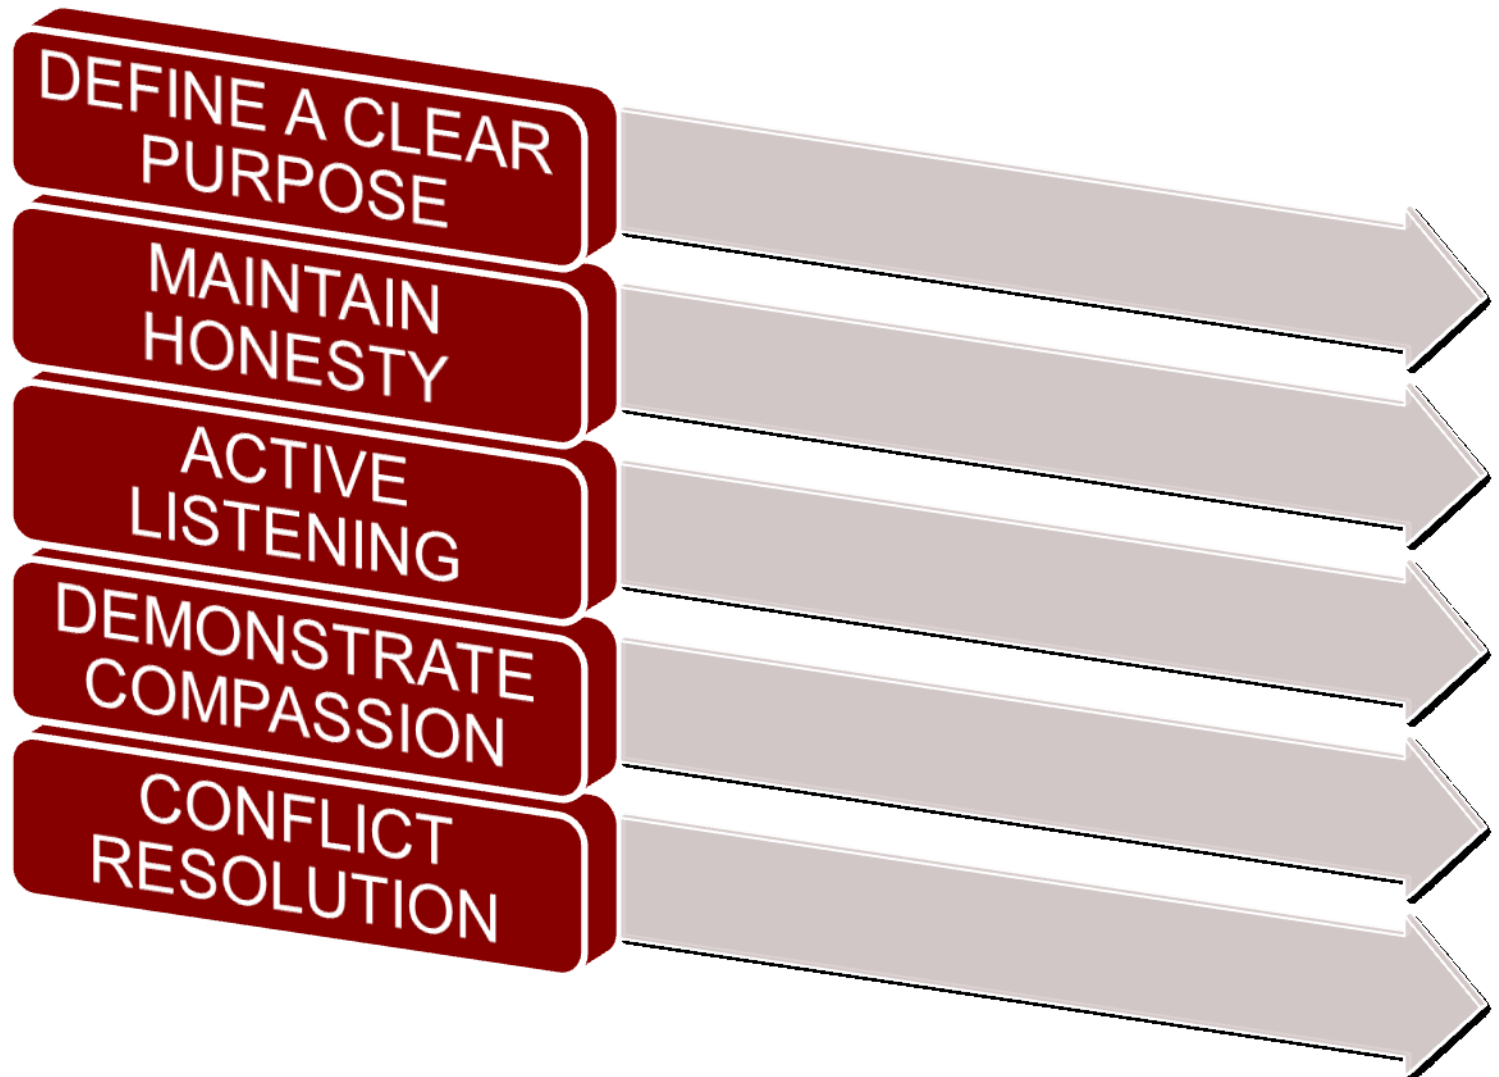 DEFINE A CLEAR
PURPOSE
MAINTAIN
HONESTY
ACTIVE
LISTENING
DEMONSTRATE
COMPASSION
CONFLICT
RESOLUTION